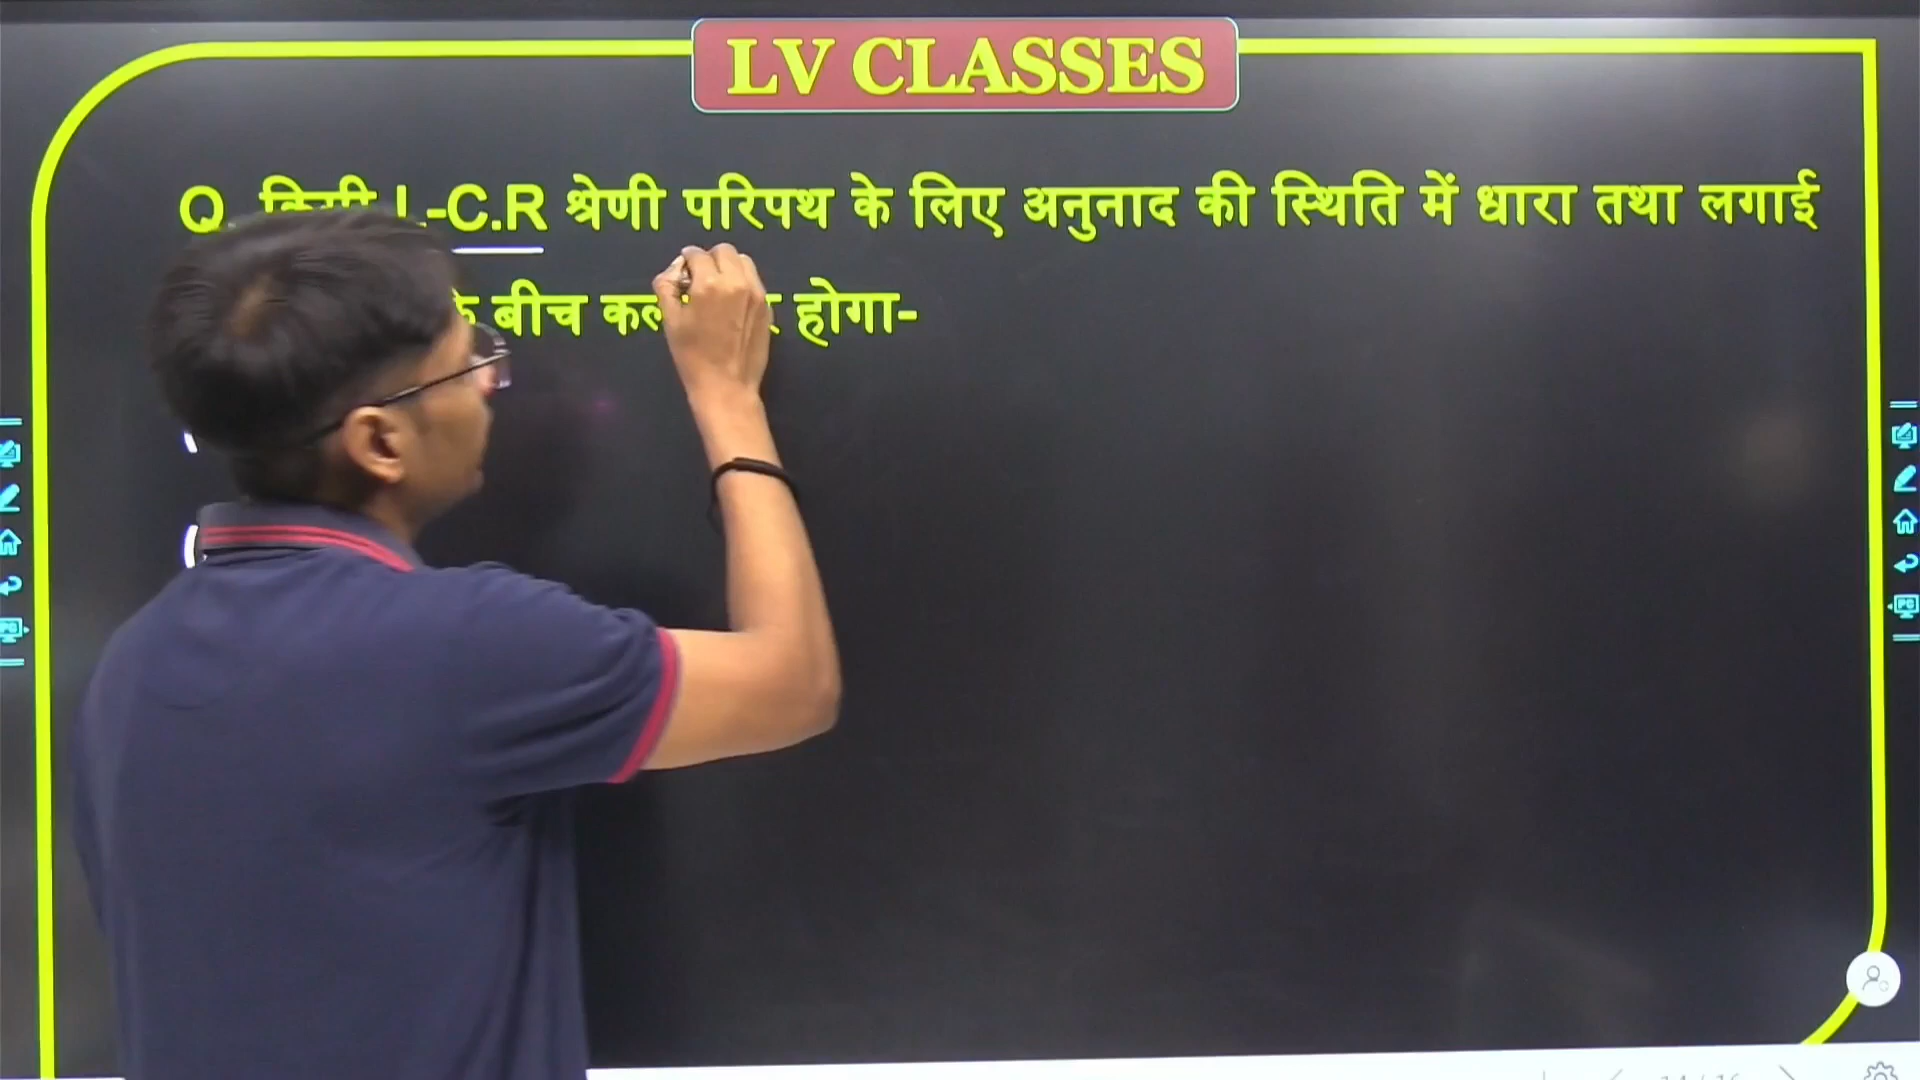 LV CLASSES
Q. किसी L-C.R श्रेणी परिपथ के लिए अनुनाद की स्थिति में धारा तथा लगाई
के बीच होगा-